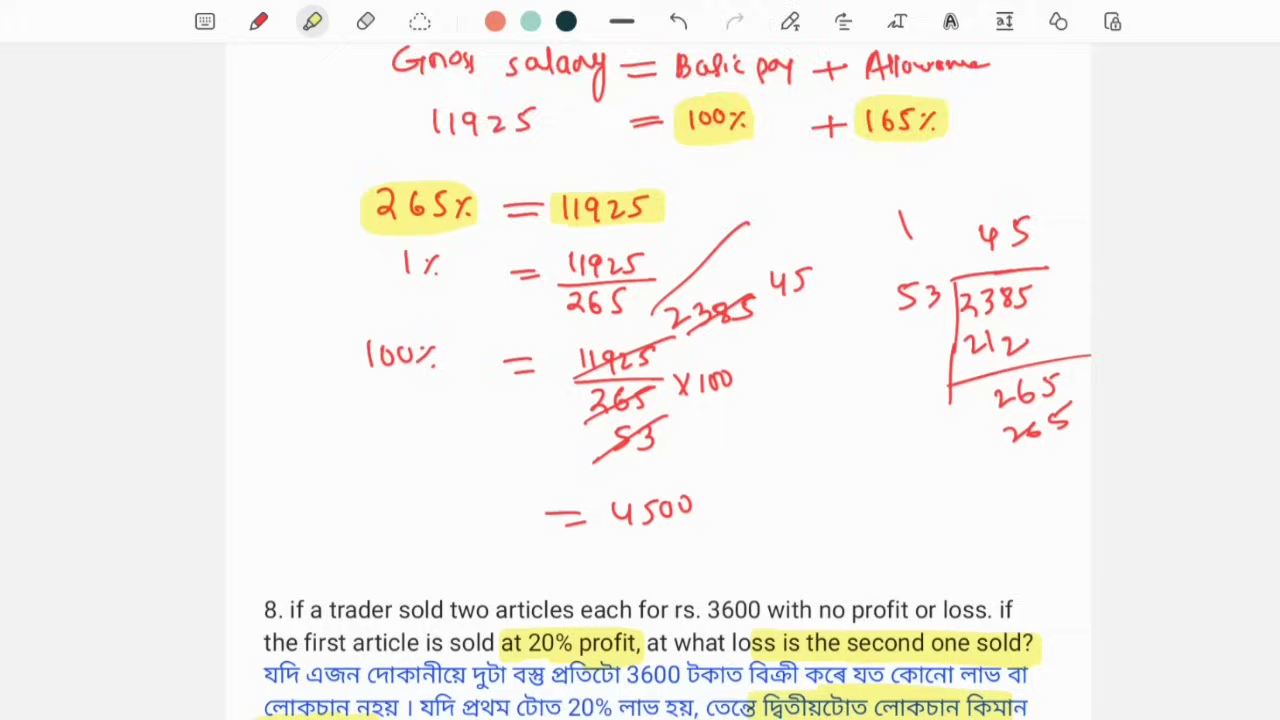 Gross salary = Basic pay + Allowance
11925 = 100% + 165%
265% = 11925
1% = 11925/265
2385 45
100% = 11925/265 × 100
53
= 4500
1 45
53 2385
212
265
265
8. if a trader sold two articles each for rs. 3600 with no profit or loss. if
the first article is sold at 20% profit, at what loss is the second one sold?
যদি এজন দোকানীয়ে দুটা বস্তু প্ৰতিটো 3600 টকাত বিক্ৰী কৰে যত কোনো লাভ বা
লোকচান নহয় । যদি প্ৰথম টোত 20% লাভ হয়, তেন্তে দ্বিতীয়টোত লোকচান কিমান